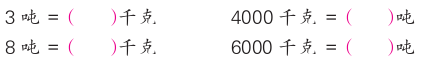 3 吨 = (　　)千克　　4000 千克 = (　　)吨
8 吨 = (　　)千克　　6000 千克 = (　　)吨